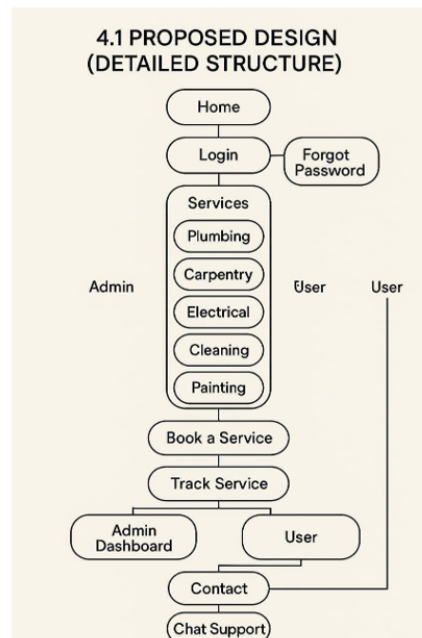 4.1 PROPOSED DESIGN
(DETAILED STRUCTURE)
Home
Login
Forgot
Password
Services
Plumbing
Carpentry
Admin
User
User
Electrical
Cleaning
Painting
Book a Service
Track Service
Admin
Dashboard
User
Contact
Chat Support